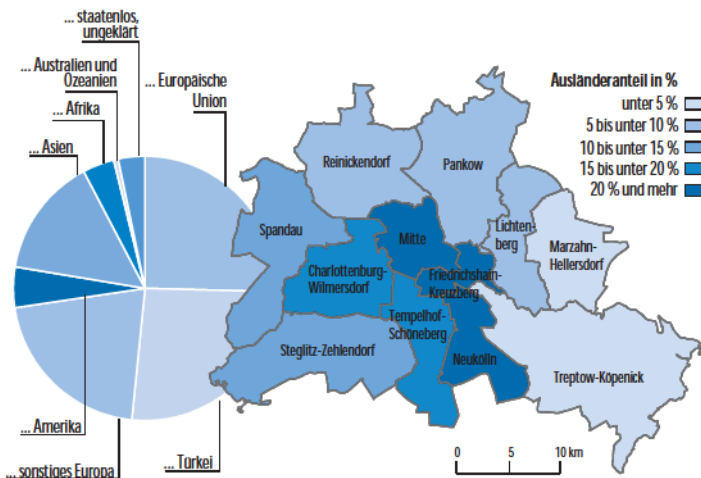 ... staatenlos,
ungeklärt
... Australien und
Ozeanien
... Afrika
... Asien
... Europäische
Union
... Amerika
... sonstiges Europa
... Türkei
Reinickendorf
Pankow
Spandau
Mitte
Lichten-
berg
Marzahn-
Hellersdorf
Charlottenburg-
Wilmersdorf
Friedrichshain-
Kreuzberg
Tempelhof-
Schöneberg
Steglitz-Zehlendorf
Neukölln
Treptow-Köpenick
Ausländeranteil in %
unter 5 %
5 bis unter 10 %
10 bis unter 15 %
15 bis unter 20 %
20 % und mehr
0 5 10 km